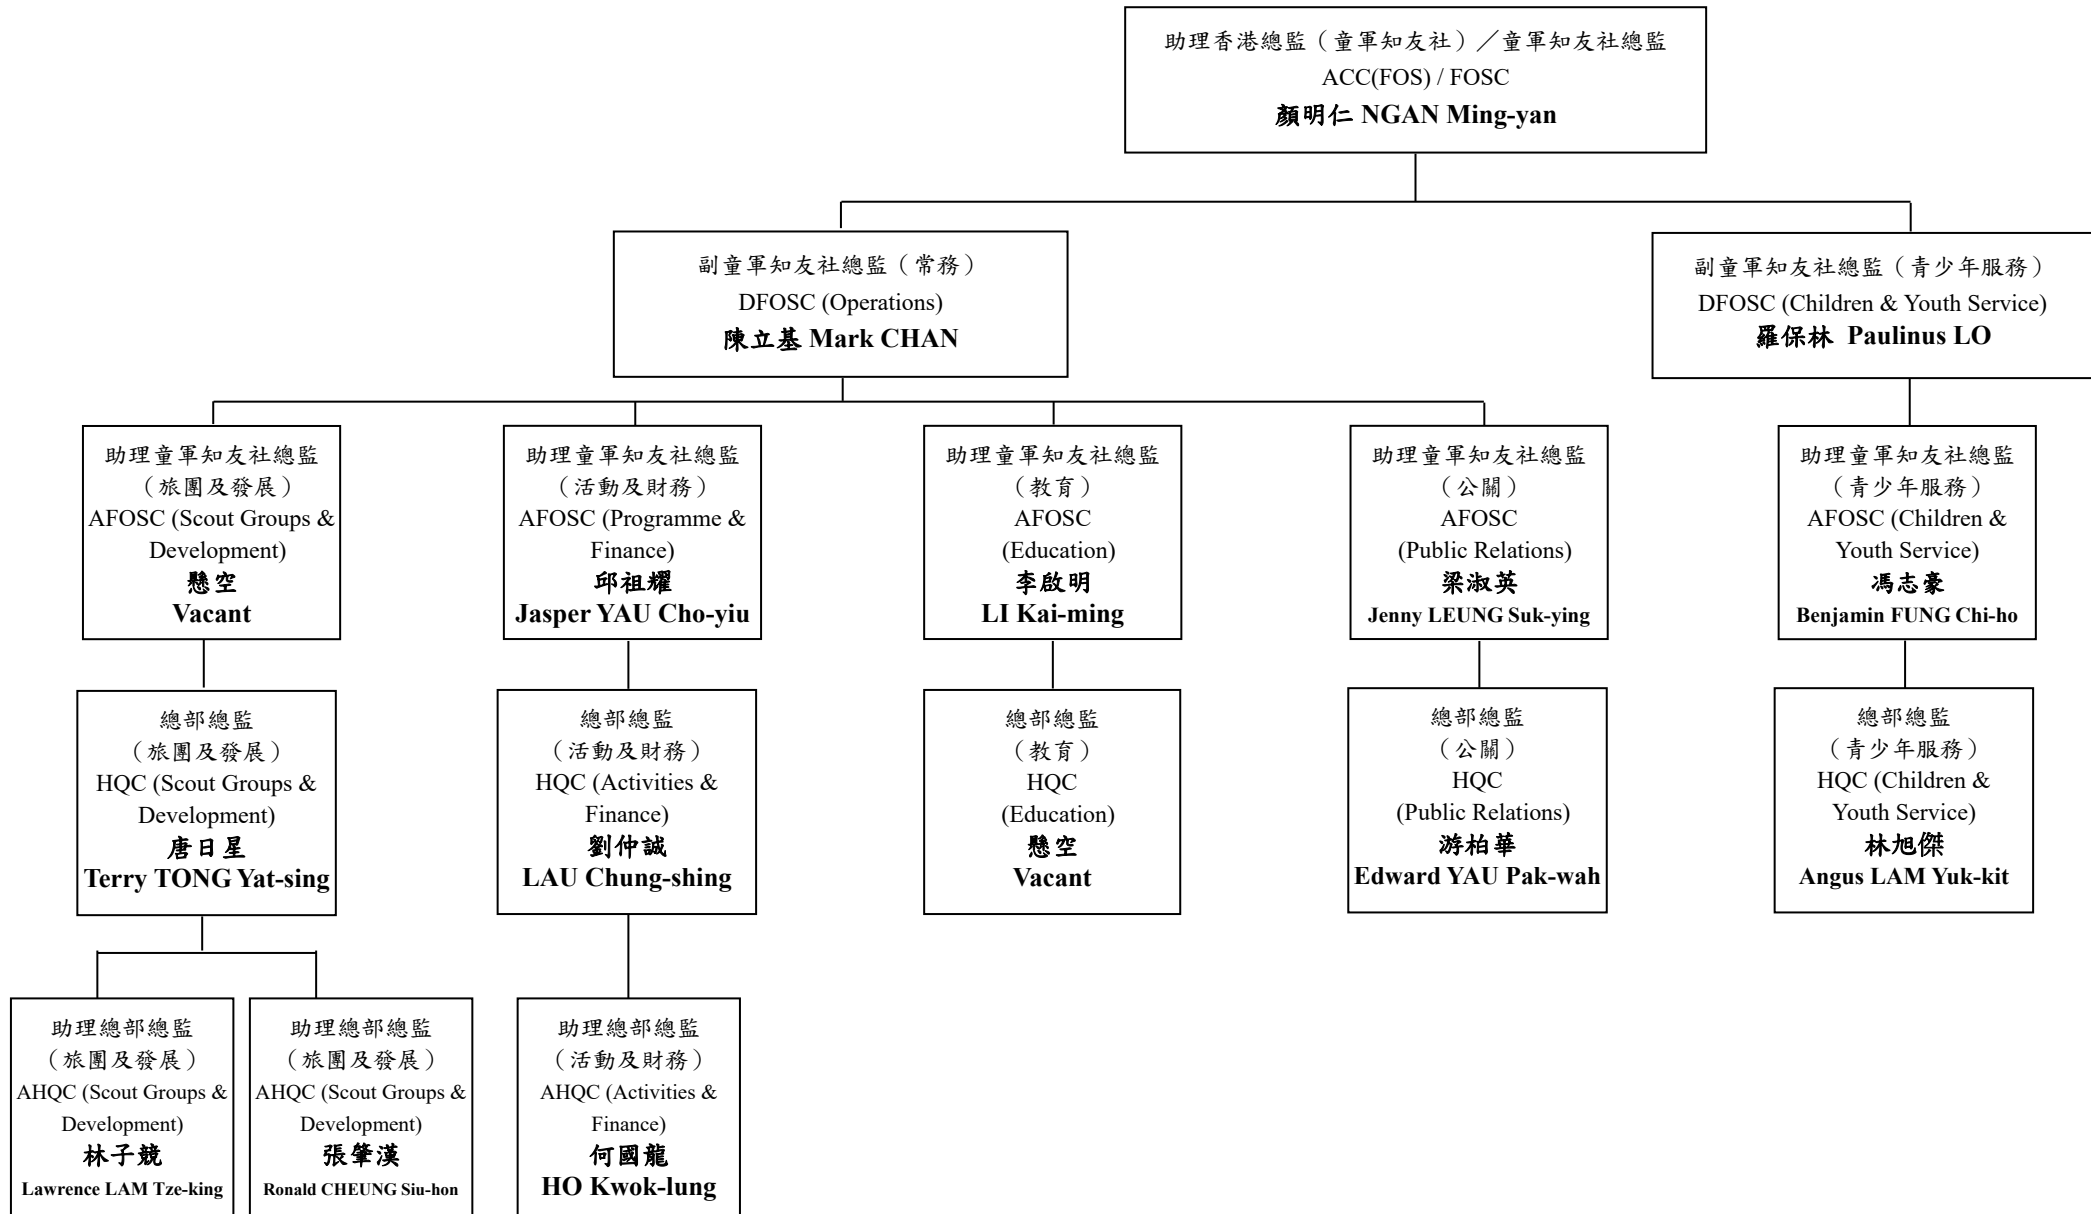 助理香港總監（童軍知友社）／童軍知友社總監
ACC(FOS) / FOSC
顏明仁 NGAN Ming-yan
副童軍知友社總監（常務）
DFOSC (Operations)
陳立基 Mark CHAN
副童軍知友社總監（青少年服務）
DFOSC (Children & Youth Service)
羅保林 Paulinus LO
助理童軍知友社總監
（旅團及發展）
AFOSC (Scout Groups &
Development)
懸空
Vacant
助理童軍知友社總監
（活動及財務）
AFOSC (Programme &
Finance)
邱祖耀
Jasper YAU Cho-yiu
助理童軍知友社總監
（教育）
AFOSC
(Education)
李啟明
LI Kai-ming
助理童軍知友社總監
（公關）
AFOSC
(Public Relations)
梁淑英
Jenny LEUNG Suk-ying
助理童軍知友社總監
（青少年服務）
AFOSC (Children &
Youth Service)
馮志豪
Benjamin FUNG Chi-ho
總部總監
（旅團及發展）
HQC (Scout Groups &
Development)
唐日星
Terry TONG Yat-sing
總部總監
（活動及財務）
HQC (Activities &
Finance)
劉仲誠
LAU Chung-shing
總部總監
（教育）
HQC
(Education)
懸空
Vacant
總部總監
（公關）
HQC
(Public Relations)
游柏華
Edward YAU Pak-wah
總部總監
（青少年服務）
HQC (Children &
Youth Service)
林旭傑
Angus LAM Yuk-kit
助理總部總監
（旅團及發展）
AHQC (Scout Groups &
Development)
林子競
Lawrence LAM Tze-king
助理總部總監
（旅團及發展）
AHQC (Scout Groups &
Development)
張肇漢
Ronald CHEUNG Siu-hon
助理總部總監
（活動及財務）
AHQC (Activities &
Finance)
何國龍
HO Kwok-lung